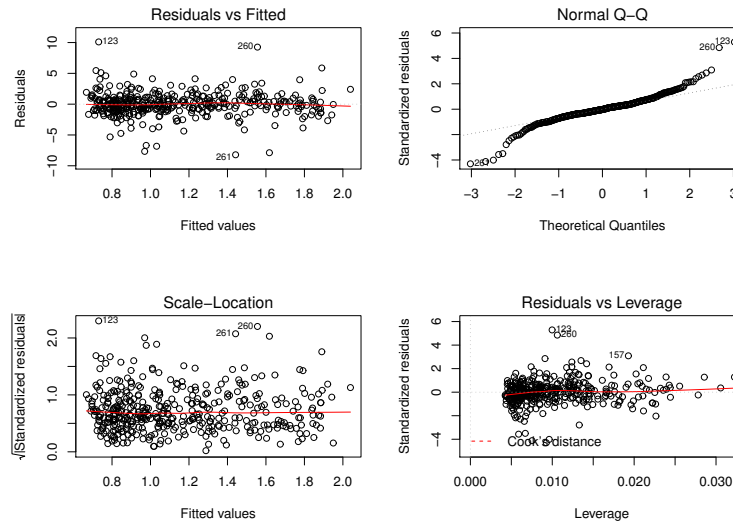 Residuals vs Fitted
Residuals
10
5
0
−5
−10
123
260
261
0.8 1.0 1.2 1.4 1.6 1.8 2.0
Fitted values
Normal Q−Q
Standardized residuals
6
4
2
0
−4
123
260
261
−3 −2 −1 0 1 2 3
Theoretical Quantiles
Scale−Location
√|Standardized residuals|
2.0
1.0
0.0
123
260
261
0.8 1.0 1.2 1.4 1.6 1.8 2.0
Fitted values
Residuals vs Leverage
Standardized residuals
6
4
2
0
−4
123
260
157
Cook's distance
0.000 0.010 0.020 0.030
Leverage